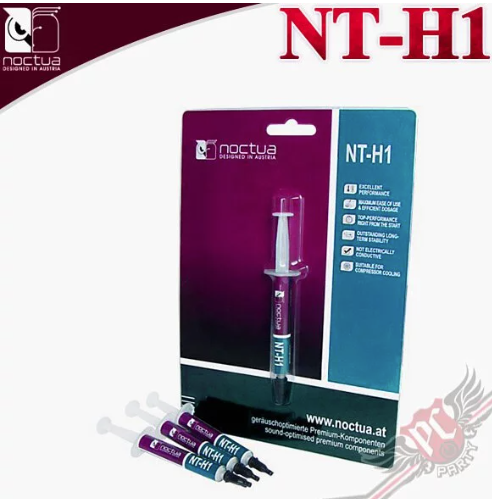 noctua
DESIGNED IN AUSTRIA
NT-H1
noctua
DESIGNED IN AUSTRIA
NT-H1
EXCELLENT
PERFORMANCE
MAXIMUM EASE OF USE
& EFFICIENT DOSAGE
TOP-PERFORMANCE
RIGHT FROM THE START
OUTSTANDING LONG-
TERM STABILITY
NOT ELECTRICALLY
CONDUCTIVE
SUITABLE FOR
COMPRESSOR COOLING
NT-H1
www.noctua.at
geräuschoptimierte Premium-Komponenten
sound-optimised premium components
NT-H1
NT-H1
NT-H1
PC
PARTY